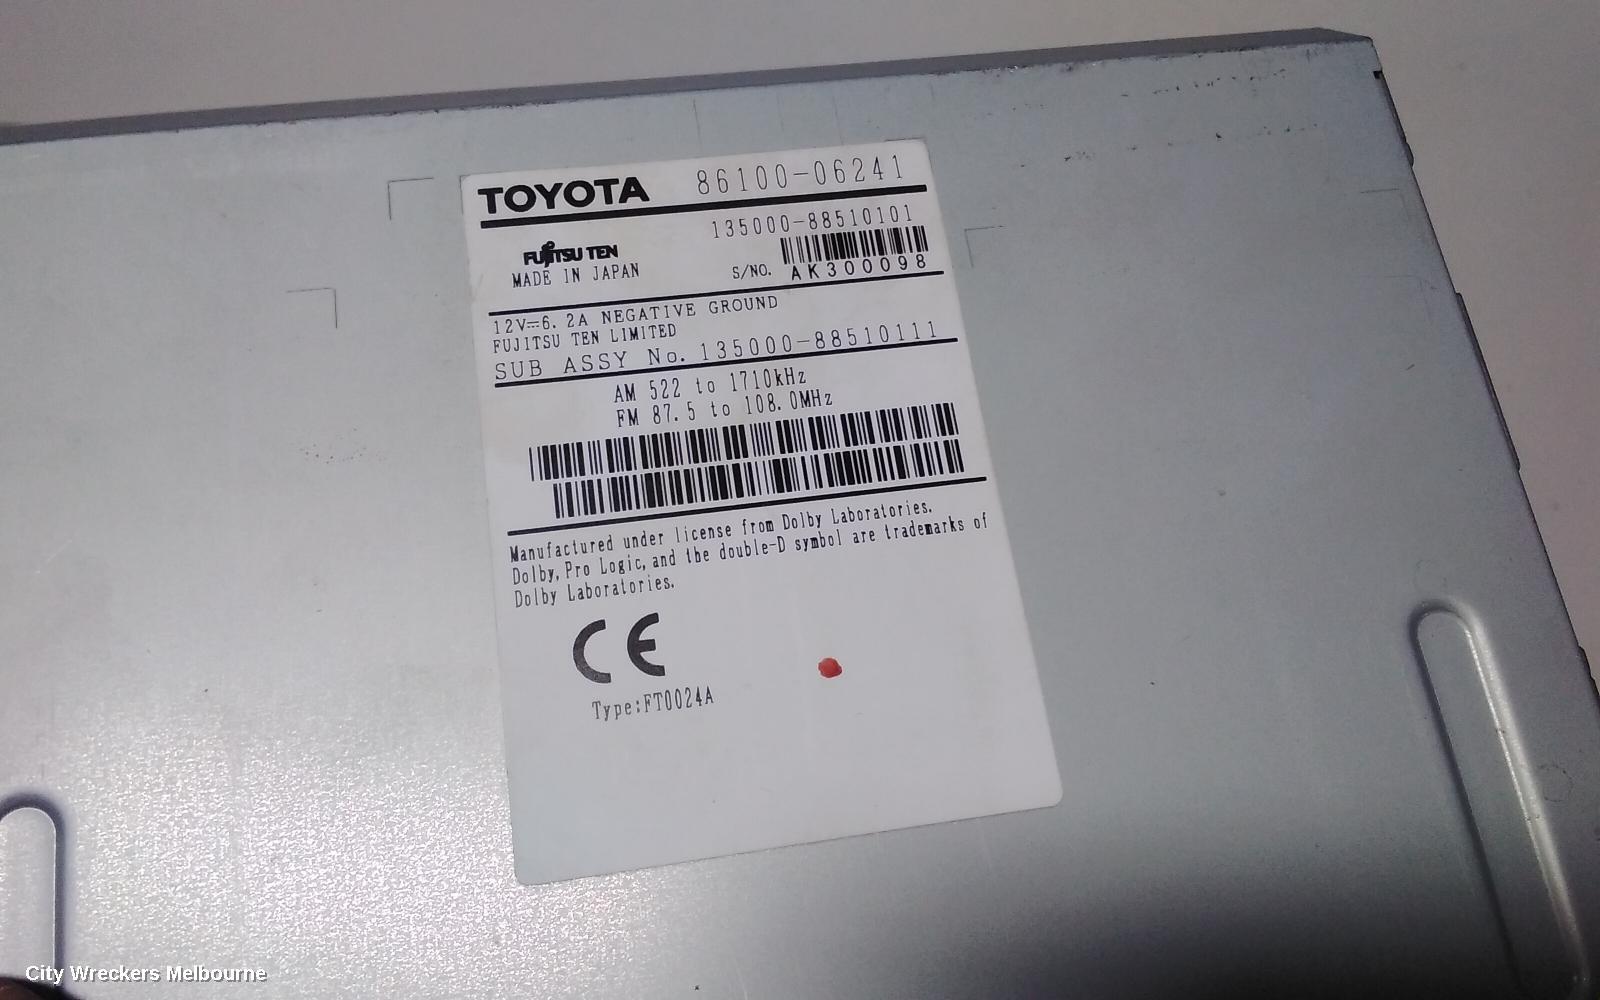 TOYOTA 86100-06241
135000-88510101
FUJITSU TEN
MADE IN JAPAN
S/NO. AK300098
12V⎓6.2A NEGATIVE GROUND
FUJITSU TEN LIMITED
SUB ASSY No. 135000-88510111
AM 522 to 1710kHz
FM 87.5 to 108.0MHz
Manufactured under license from Dolby Laboratories.
Dolby, Pro Logic, and the double-D symbol are trademarks of
Dolby Laboratories.
CE
Type:FT0024A
City Wreckers Melbourne